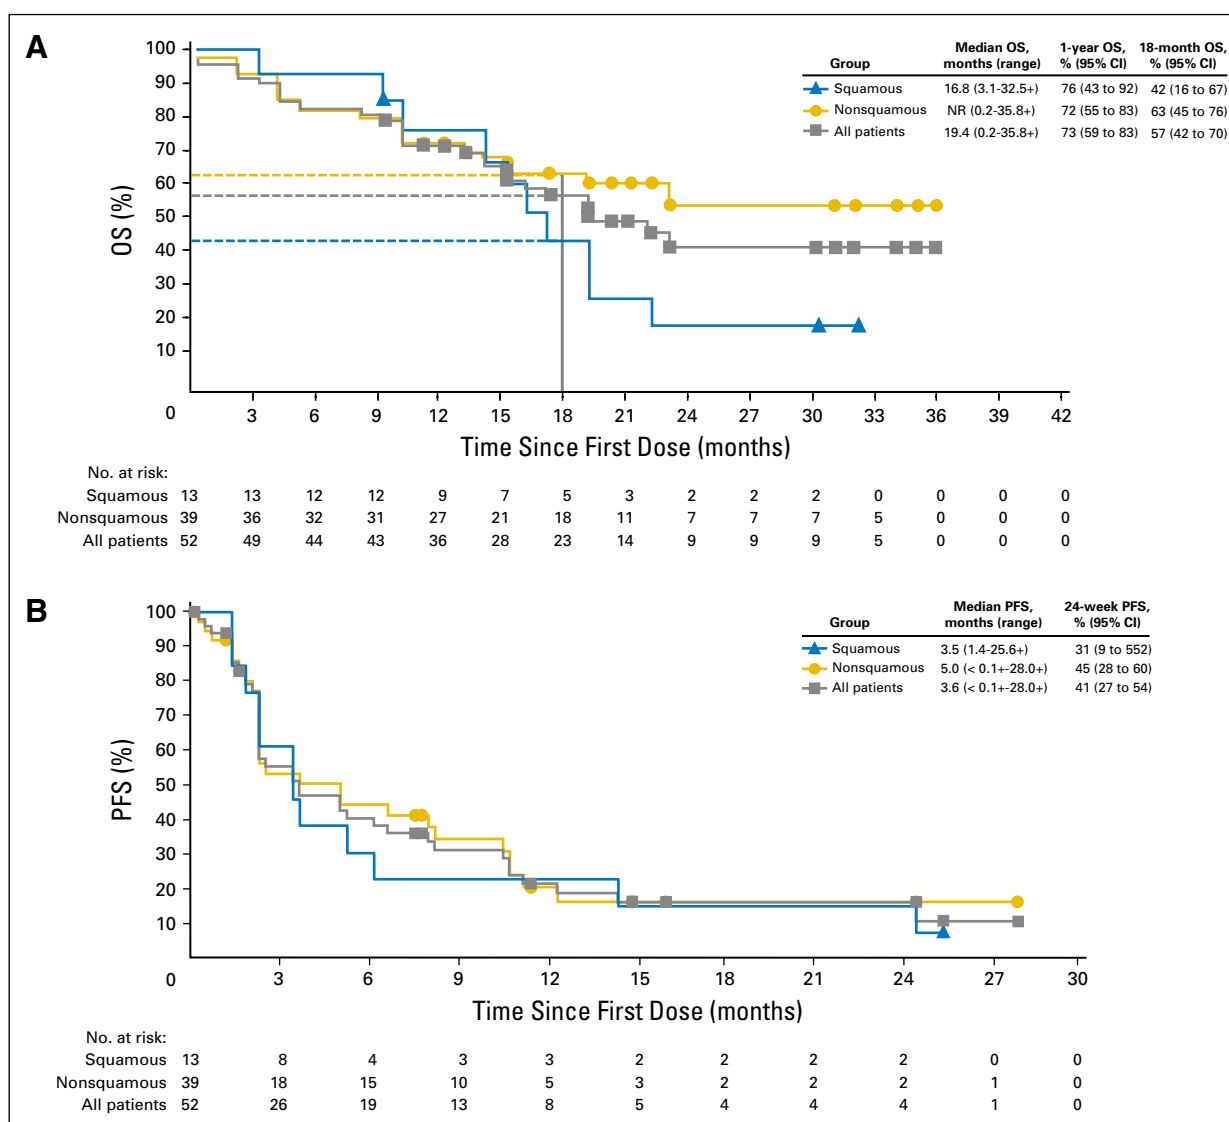 A
100
90
80
70
60
50
40
30
20
10
0
OS (%)
3 6 9 12 15 18 21 24 27 30 33 36 39 42
Time Since First Dose (months)
Group Median OS, months (range) 1-year OS, % (95% CI) 18-month OS, % (95% CI)
Squamous 16.8 (3.1-32.5+) 76 (43 to 92) 42 (16 to 67)
Nonsquamous NR (0.2-35.8+) 72 (55 to 83) 63 (45 to 76)
All patients 19.4 (0.2-35.8+) 73 (59 to 83) 57 (42 to 70)
No. at risk:
Squamous 13 13 12 12 9 7 5 3 2 2 2 0 0 0 0
Nonsquamous 39 36 32 31 27 21 18 11 7 7 7 5 0 0 0
All patients 52 49 44 43 36 28 23 14 9 9 9 5 0 0 0
B
100
90
80
70
60
50
40
30
20
10
0
PFS (%)
3 6 9 12 15 18 21 24 27 30
Time Since First Dose (months)
Group Median PFS, months (range) 24-week PFS, % (95% CI)
Squamous 3.5 (1.4-25.6+) 31 (9 to 552)
Nonsquamous 5.0 (< 0.1+-28.0+) 45 (28 to 60)
All patients 3.6 (< 0.1+-28.0+) 41 (27 to 54)
No. at risk:
Squamous 13 8 4 3 3 2 2 2 2 0 0
Nonsquamous 39 18 15 10 5 3 2 2 2 1 0
All patients 52 26 19 13 8 5 4 4 4 1 0